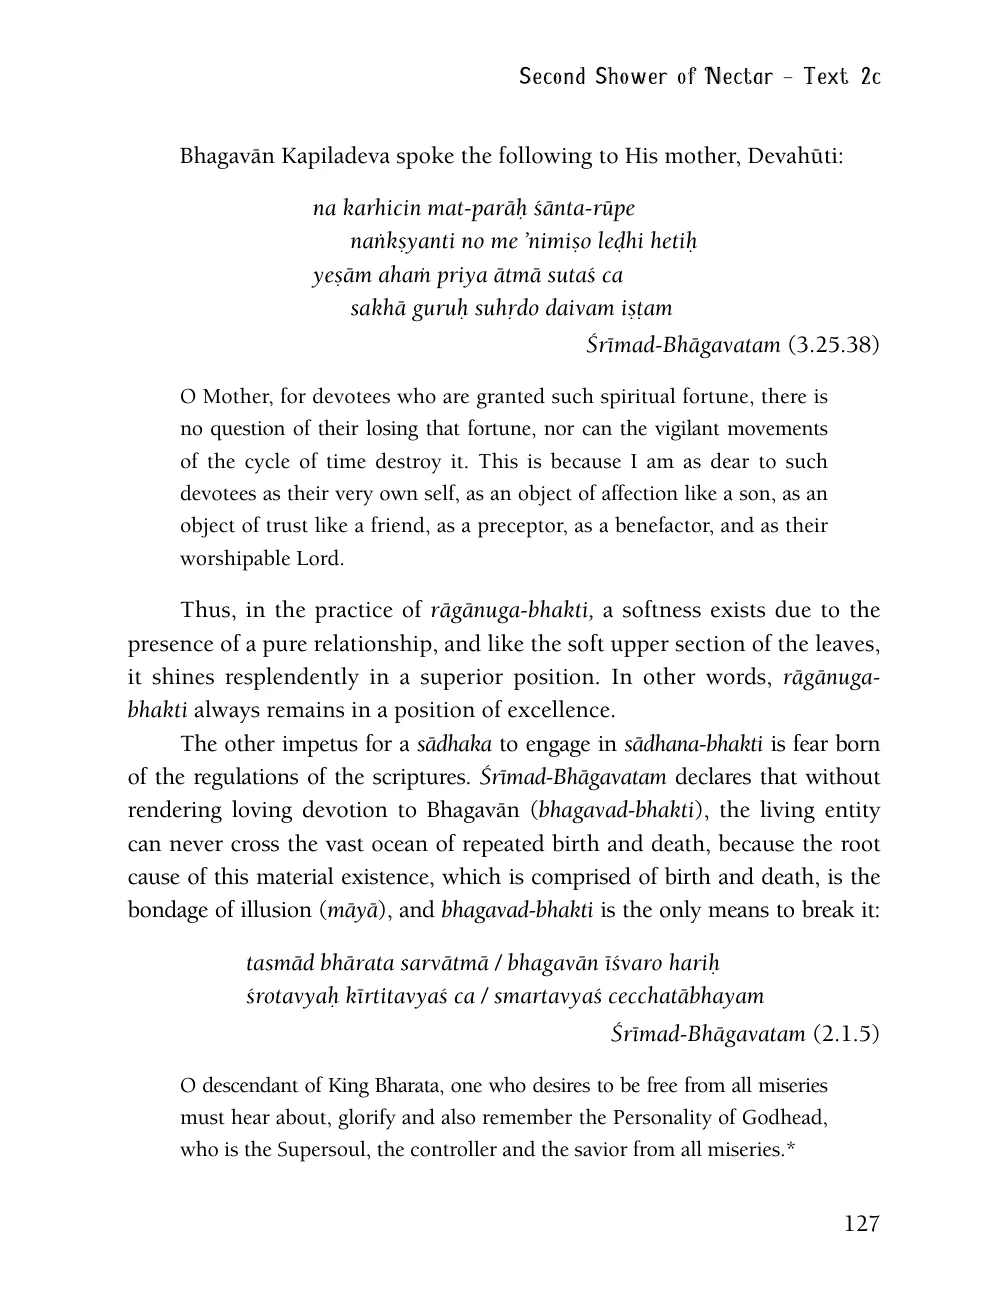 Second Shower of Nectar – Text 2c
Bhagavān Kapiladeva spoke the following to His mother, Devahūti:
na karhicin mat-parāḥ śānta-rūpe
naṅkṣyanti no me ’nimiṣo leḍhi hetiḥ
yeṣām ahaṁ priya ātmā sutaś ca
sakhā guruḥ suhṛdo daivam iṣṭam
Śrīmad-Bhāgavatam (3.25.38)
O Mother, for devotees who are granted such spiritual fortune, there is
no question of their losing that fortune, nor can the vigilant movements
of the cycle of time destroy it. This is because I am as dear to such
devotees as their very own self, as an object of affection like a son, as an
object of trust like a friend, as a preceptor, as a benefactor, and as their
worshipable Lord.
Thus, in the practice of rāgānuga-bhakti, a softness exists due to the
presence of a pure relationship, and like the soft upper section of the leaves,
it shines resplendently in a superior position. In other words, rāgānuga-
bhakti always remains in a position of excellence.
The other impetus for a sādhaka to engage in sādhana-bhakti is fear born
of the regulations of the scriptures. Śrīmad-Bhāgavatam declares that without
rendering loving devotion to Bhagavān (bhagavad-bhakti), the living entity
can never cross the vast ocean of repeated birth and death, because the root
cause of this material existence, which is comprised of birth and death, is the
bondage of illusion (māyā), and bhagavad-bhakti is the only means to break it:
tasmād bhārata sarvātmā / bhagavān īśvaro hariḥ
śrotavyaḥ kīrtitavyaś ca / smartavyaś cecchatābhayam
Śrīmad-Bhāgavatam (2.1.5)
O descendant of King Bharata, one who desires to be free from all miseries
must hear about, glorify and also remember the Personality of Godhead,
who is the Supersoul, the controller and the savior from all miseries.*
127